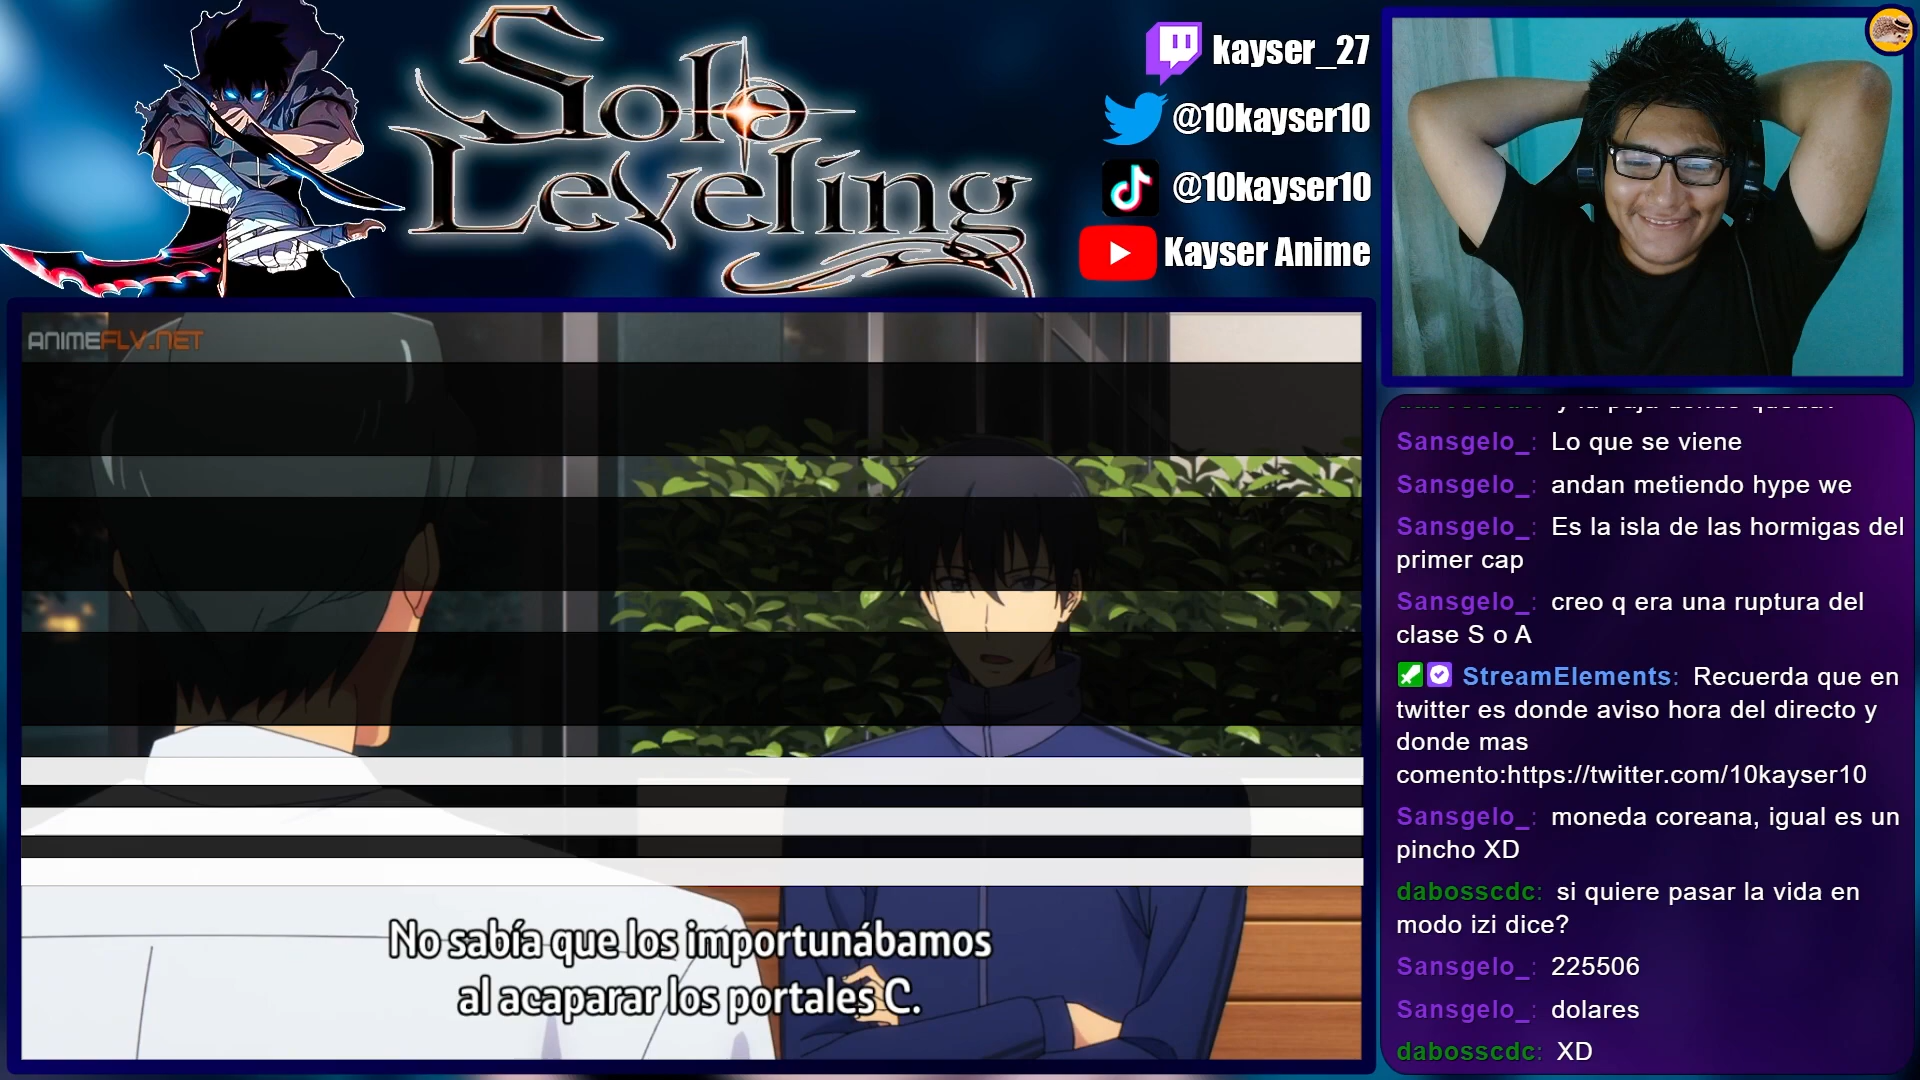 Solo
Leveling
kayser_27
@10kayser10
@10kayser10
Kayser Anime
ANIMEFLV.NET
No sabía que los importunábamos
al acaparar los portales C.
Sansgelo_: Lo que se viene
Sansgelo_: andan metiendo hype we
Sansgelo_: Es la isla de las hormigas del
primer cap
Sansgelo_: creo q era una ruptura del
clase S o A
StreamElements: Recuerda que en
twitter es donde aviso hora del directo y
donde mas
comento:https://twitter.com/10kayser10
Sansgelo_: moneda coreana, igual es un
pincho XD
dabosscdc: si quiere pasar la vida en
modo izi dice?
Sansgelo_: 225506
Sansgelo_: dolares
dabosscdc: XD